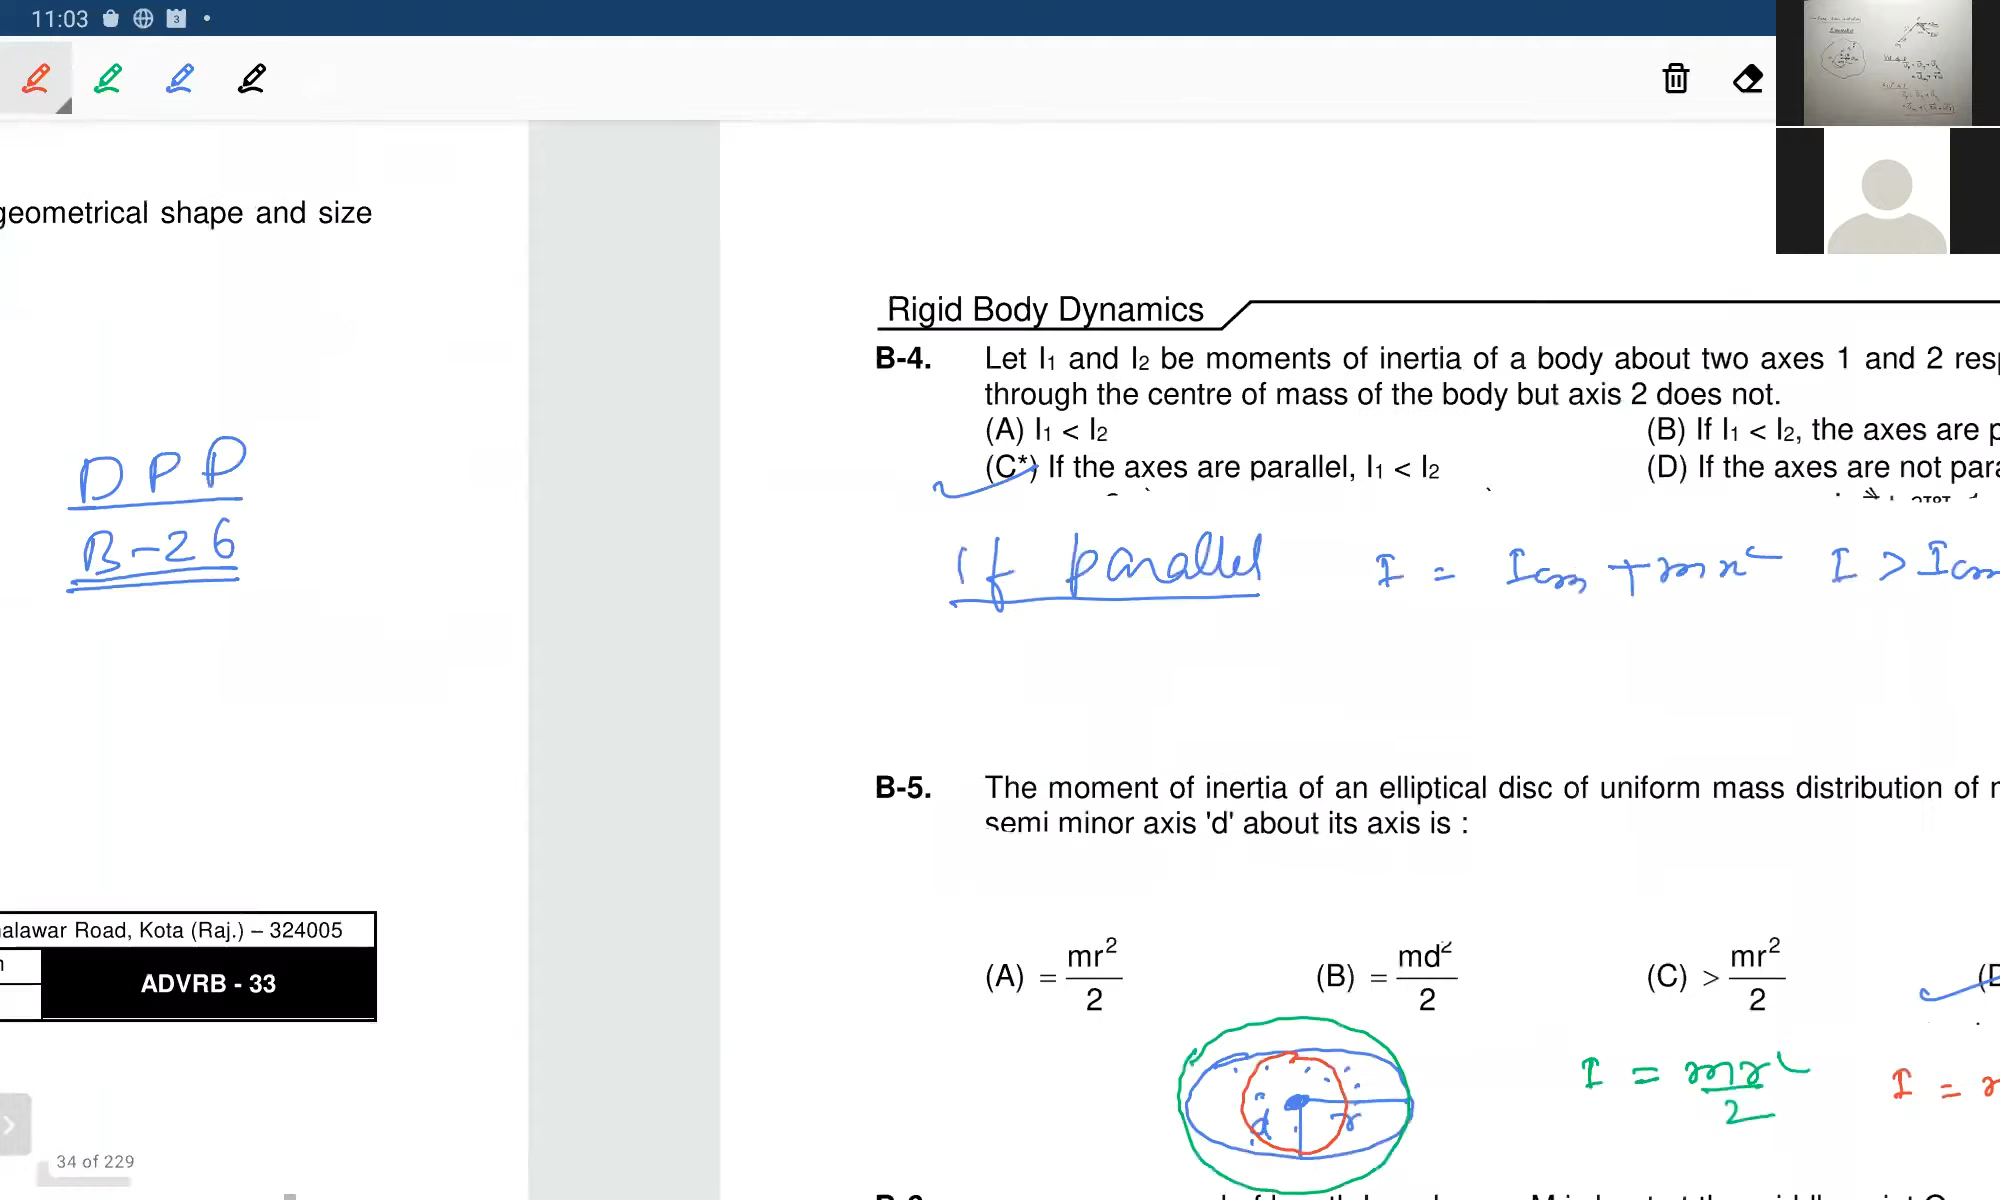 11:03
3
geometrical shape and size
DPP
B-26
Jhalawar Road, Kota (Raj.) – 324005
ADVRB - 33
34 of 229
Rigid Body Dynamics
B-4. Let I1 and I2 be moments of inertia of a body about two axes 1 and 2
through the centre of mass of the body but axis 2 does not.
(A) I1 < I2 (B) If I1 < I2, the axes are
(C*) If the axes are parallel, I1 < I2 (D) If the axes are not
if parallel I = Icm + mx² I > Icm
B-5. The moment of inertia of an elliptical disc of uniform mass distribution of
semi minor axis 'd' about its axis is :
(A) = mr²/2 (B) = md²/2 (C) > mr²/2
d r
I = mr²/2 I =